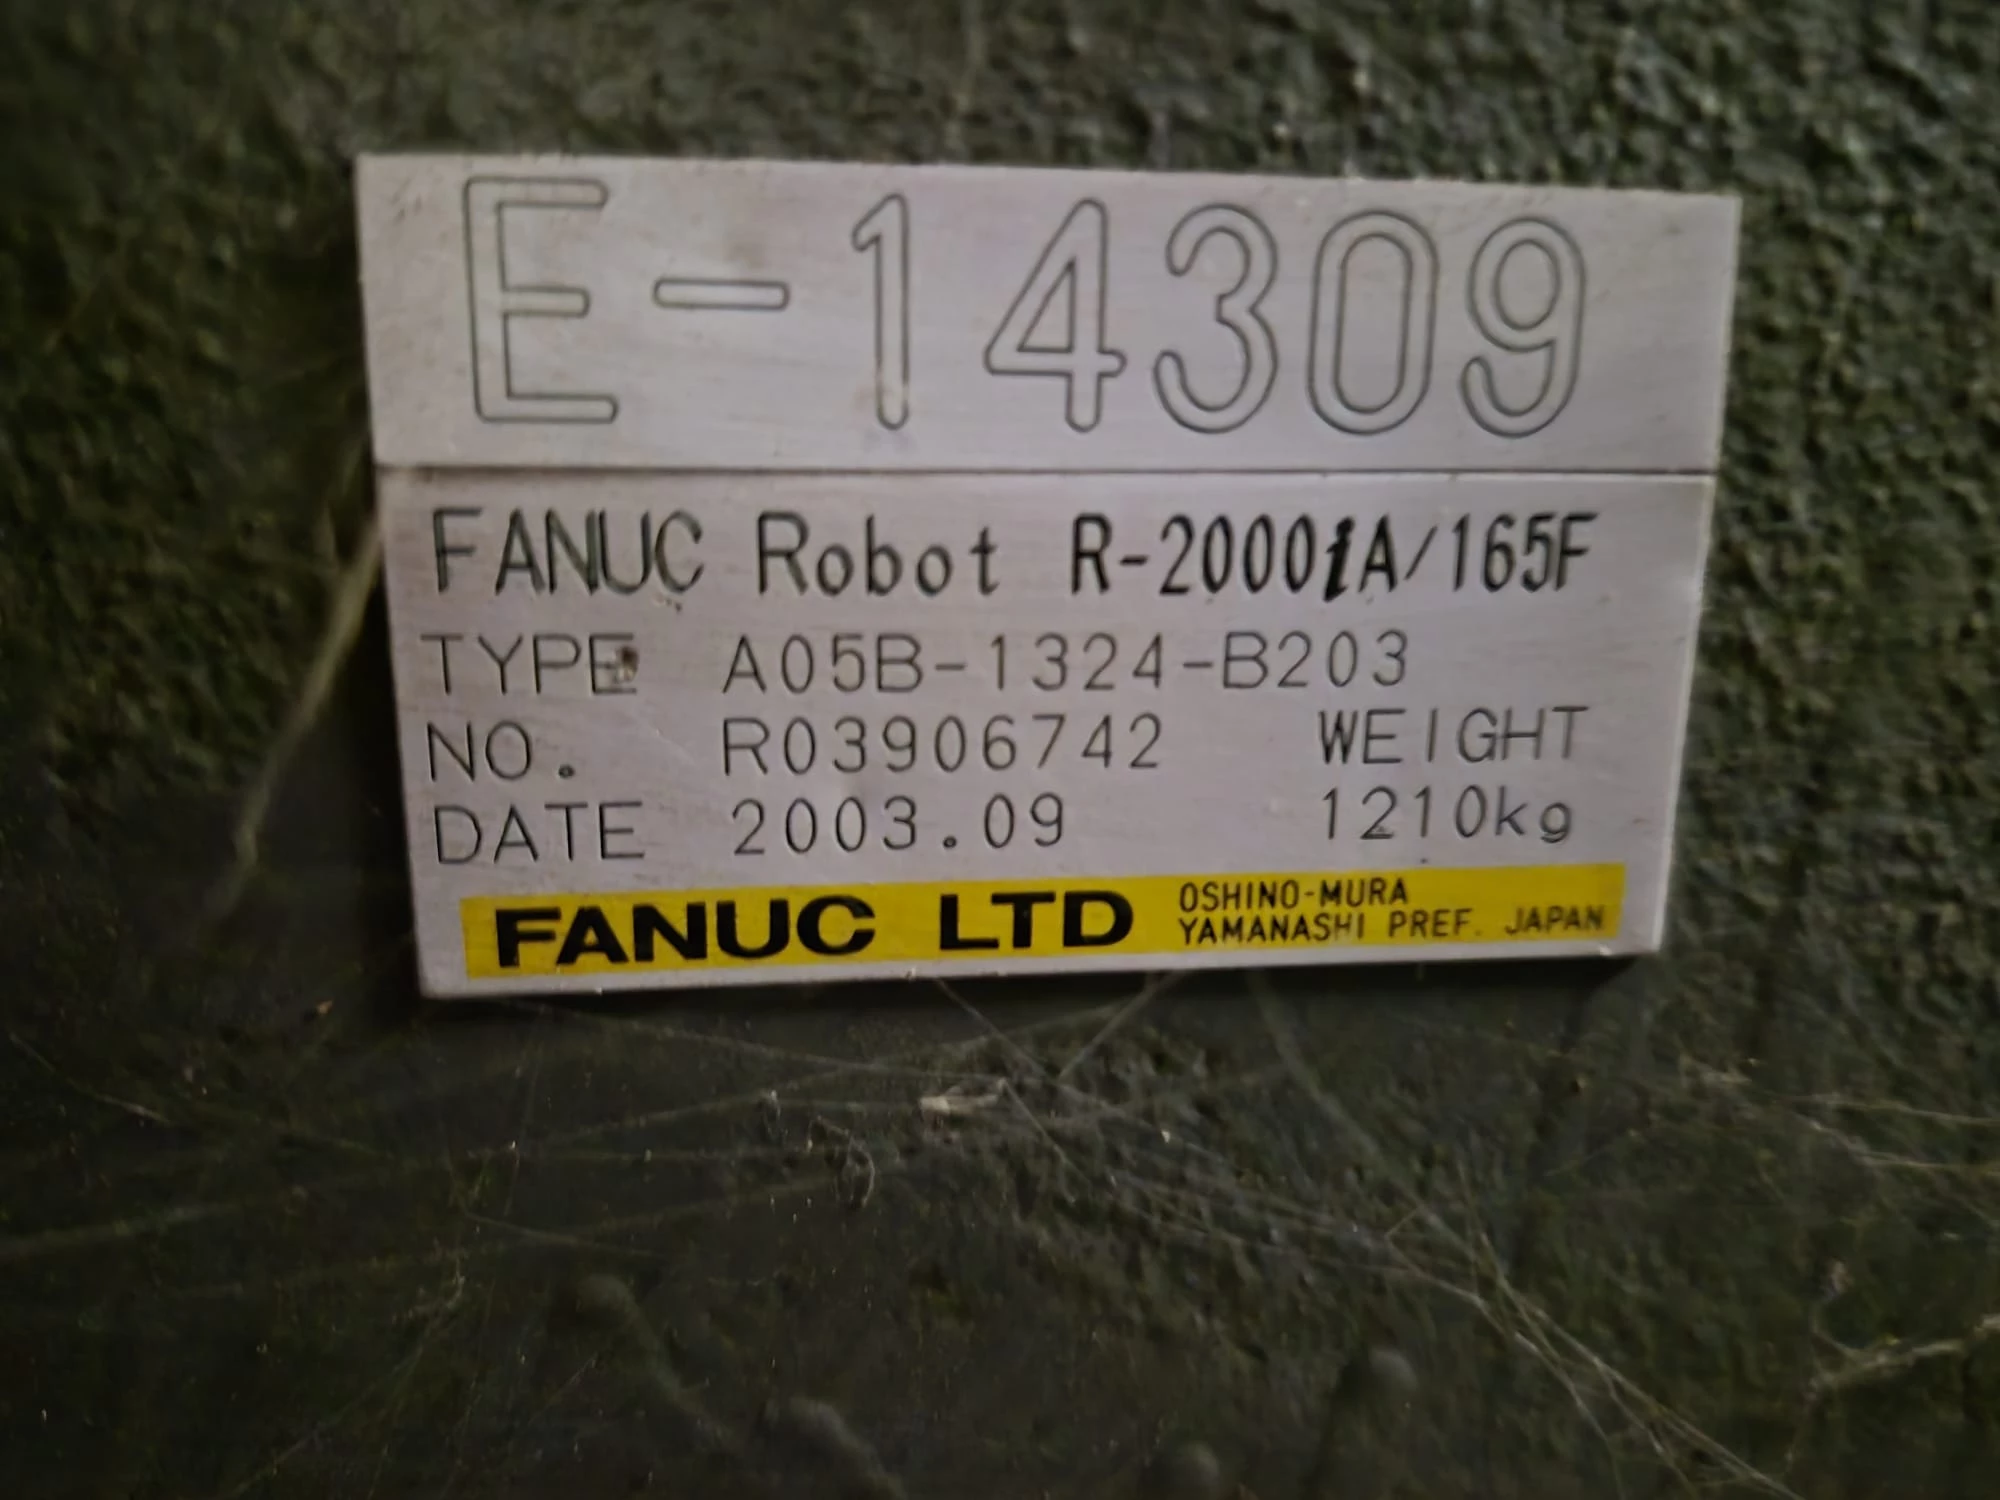 E-14309
FANUC Robot R-2000iA/165F
TYPE A05B-1324-B203
NO. R03906742 WEIGHT
DATE 2003.09 1210kg
FANUC LTD OSHINO-MURA
YAMANASHI PREF. JAPAN